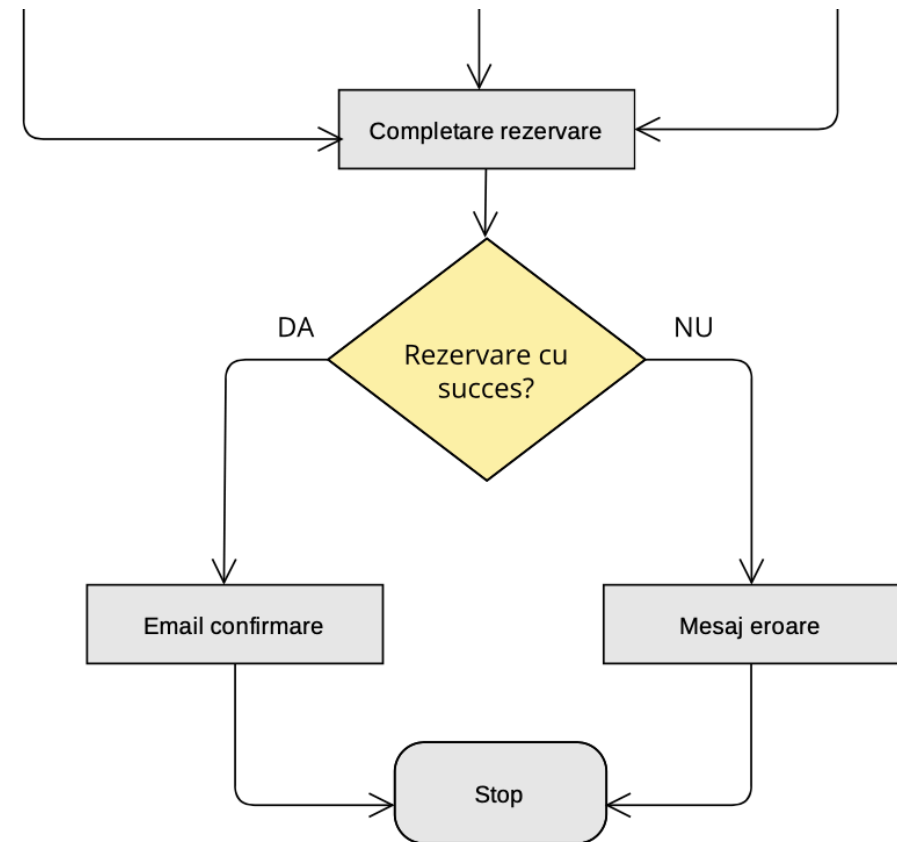 Completare rezervare
DA
NU
Rezervare cu
succes?
Email confirmare
Mesaj eroare
Stop